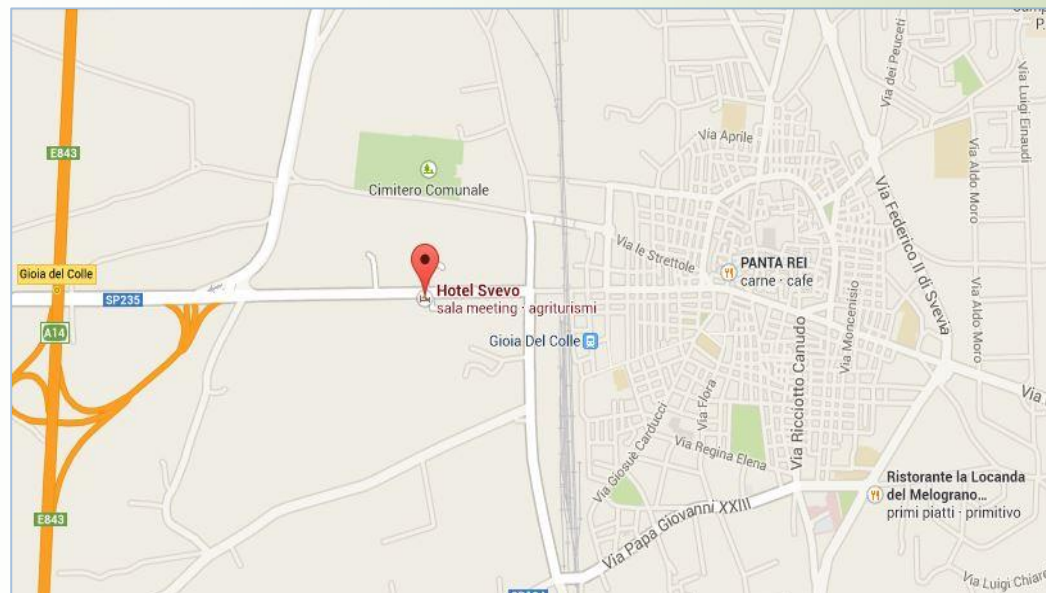 Via dei Peuceti
Via Luigi Einaudi
E843
Via Aprile
Via Aldo Moro
Cimitero Comunale
Via Federico II di Svevia
Via le Strettole
Gioia del Colle
PANTA REI
carne · cafe
Hotel Svevo
sala meeting · agriturismi
SP235
A14
Gioia Del Colle
Via Moncenisio
Via Aldo Moro
Via Ricciotto Canudo
Via Flora
Via Giosuè Carducci
Via Regina Elena
Ristorante la Locanda
del Melograno...
primi piatti · primitivo
E843
Via Papa Giovanni XXIII
Via Luigi Chiare